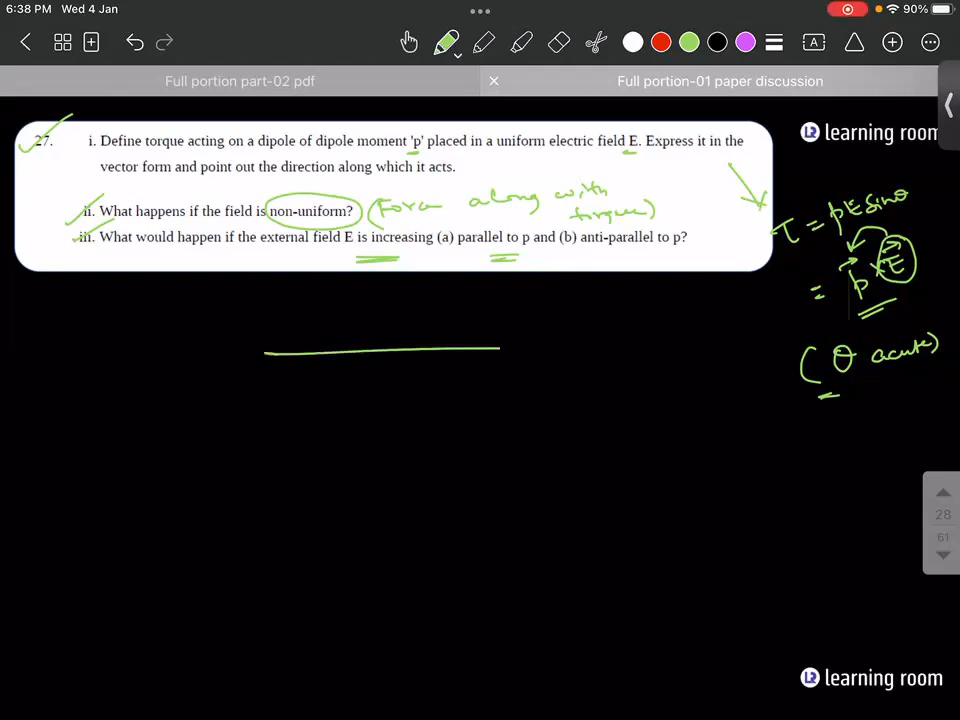 6:38 PM Wed 4 Jan
90%
Full portion part-02 pdf
Full portion-01 paper discussion
27. i. Define torque acting on a dipole of dipole moment 'p' placed in a uniform electric field E. Express it in the
vector form and point out the direction along which it acts.
ii. What happens if the field is non-uniform? (Force along with
torque)
iii. What would happen if the external field E is increasing (a) parallel to p and (b) anti-parallel to p?
learning room
τ = pE sinθ
= p × E
(θ acute)
28
61
learning room